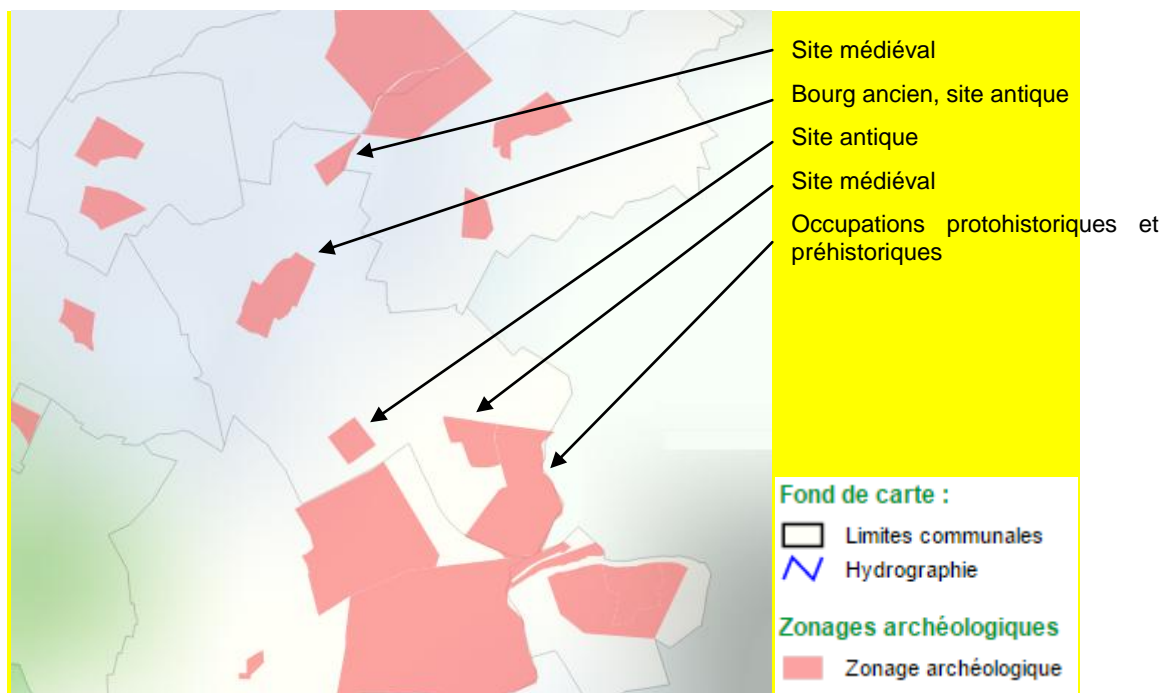 Site médiéval
Bourg ancien, site antique
Site antique
Site médiéval
Occupations protohistoriques et
préhistoriques
Fond de carte :
Limites communales
Hydrographie
Zonages archéologiques
Zonage archéologique